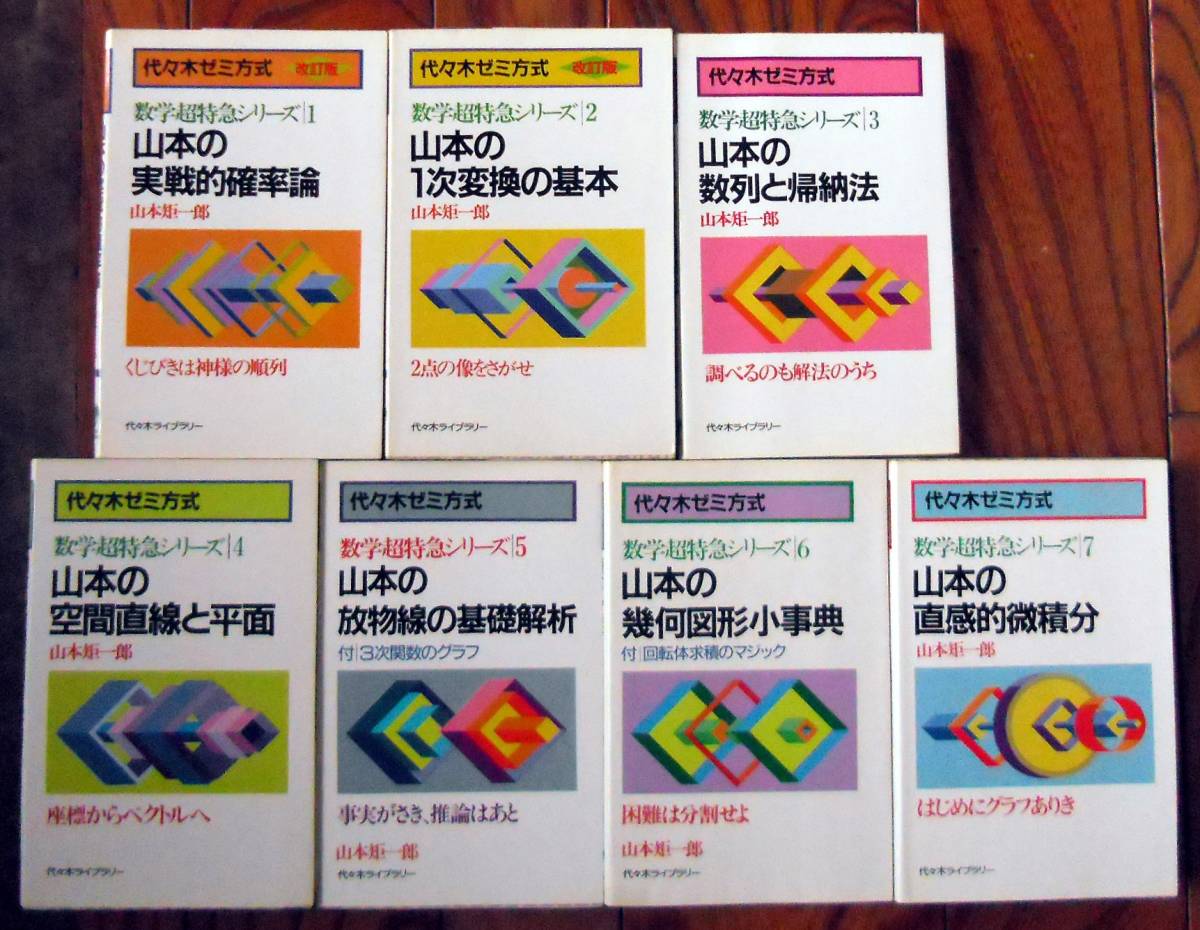 代々木ゼミ方式 改訂版
数学超特急シリーズ|1
山本の
実戦的確率論
山本矩一郎
くじびきは神様の順列
代々木ライブラリー
代々木ゼミ方式 改訂版
数学超特急シリーズ|2
山本の
1次変換の基本
山本矩一郎
2点の像をさがせ
代々木ライブラリー
代々木ゼミ方式
数学超特急シリーズ|3
山本の
数列と帰納法
山本矩一郎
調べるのも解法のうち
代々木ライブラリー
代々木ゼミ方式
数学超特急シリーズ|4
山本の
空間直線と平面
山本矩一郎
座標からベクトルへ
代々木ライブラリー
代々木ゼミ方式
数学超特急シリーズ|5
山本の
放物線の基礎解析
付|3次関数のグラフ
事実がさき、推論はあと
山本矩一郎
代々木ライブラリー
代々木ゼミ方式
数学超特急シリーズ|6
山本の
幾何図形小事典
付|回転体求積のマジック
困難は分割せよ
山本矩一郎
代々木ライブラリー
代々木ゼミ方式
数学超特急シリーズ|7
山本の
直感的微積分
山本矩一郎
はじめにグラフありき
代々木ライブラリー